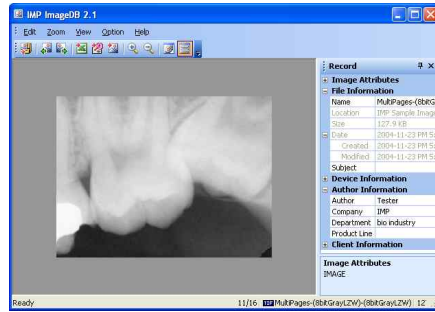 IMP ImageDB 2.1
Edit Zoom View Option Help
Record
Image Attributes
File Information
Name MultiPages-(8bitG
Location IMP Sample Image
Size 127.9 KB
Date 2004-11-23 PM 5:
Created 2004-11-23 PM 5:
Modified 2004-11-23 PM 5:
Subject
Device Information
Author Information
Author Tester
Company IMP
Department bio industry
Product Line
Client Information
Image Attributes
IMAGE
Ready 11/16 MultiPages-(8bitGrayLZW)-(8bitGrayLZW) 12